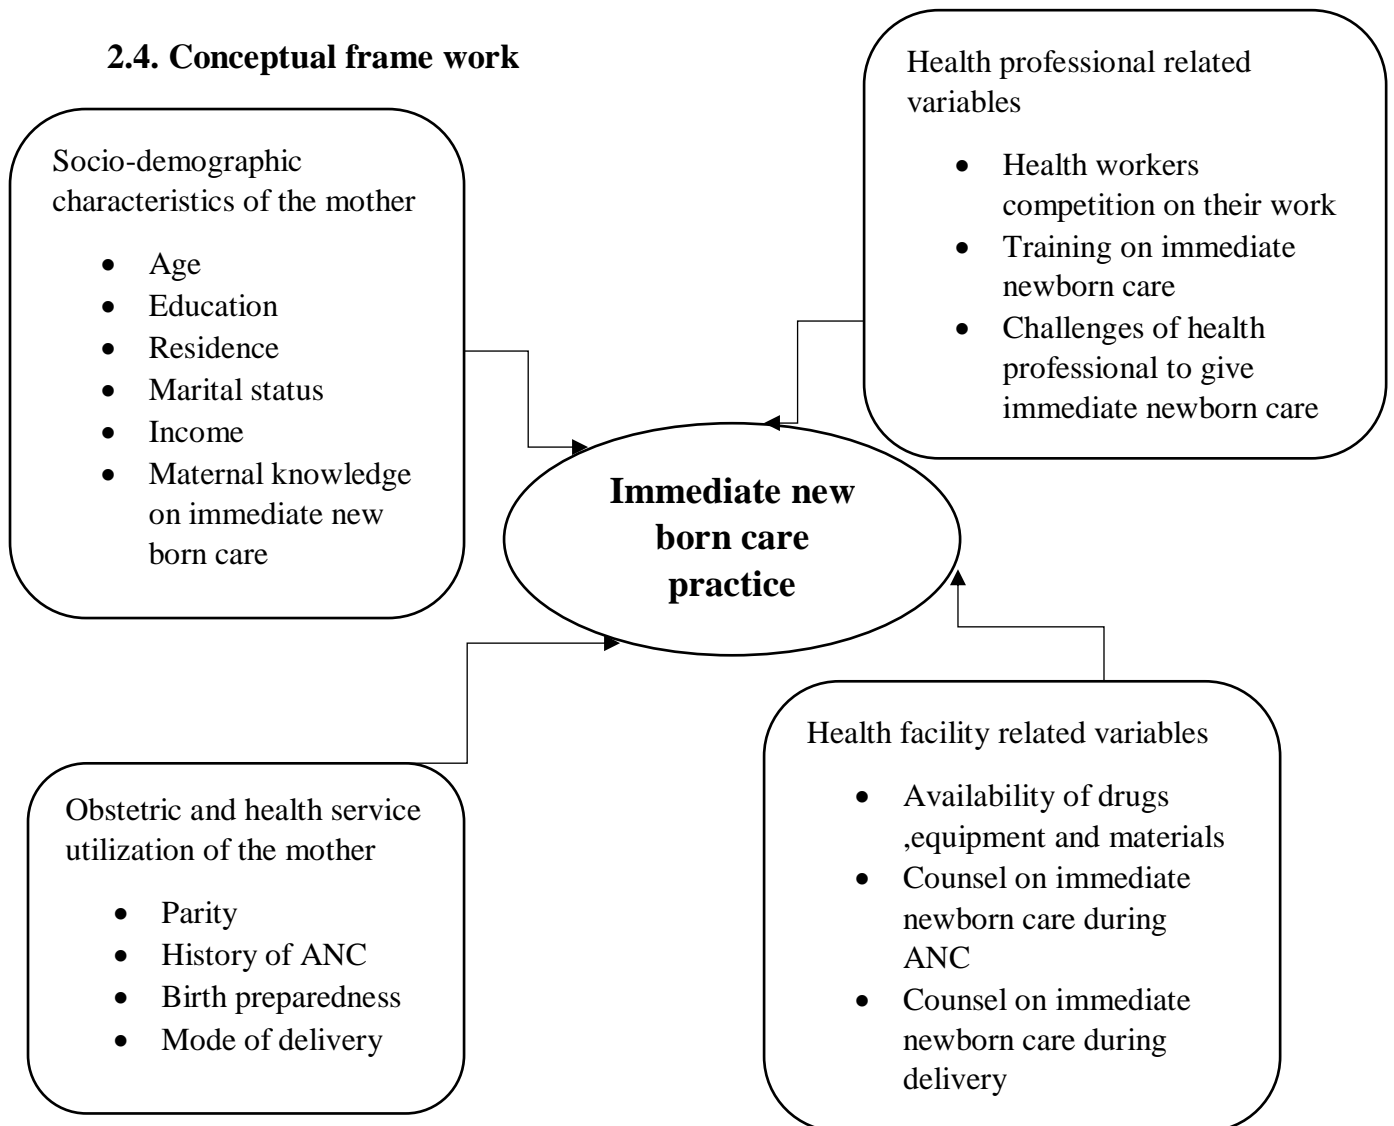 2.4. Conceptual frame work
Socio-demographic
characteristics of the mother
• Age
• Education
• Residence
• Marital status
• Income
• Maternal knowledge
on immediate new
born care
Health professional related
variables
• Health workers
competition on their work
• Training on immediate
newborn care
• Challenges of health
professional to give
immediate newborn care
Immediate new
born care
practice
Obstetric and health service
utilization of the mother
• Parity
• History of ANC
• Birth preparedness
• Mode of delivery
Health facility related variables
• Availability of drugs
,equipment and materials
• Counsel on immediate
newborn care during
ANC
• Counsel on immediate
newborn care during
delivery